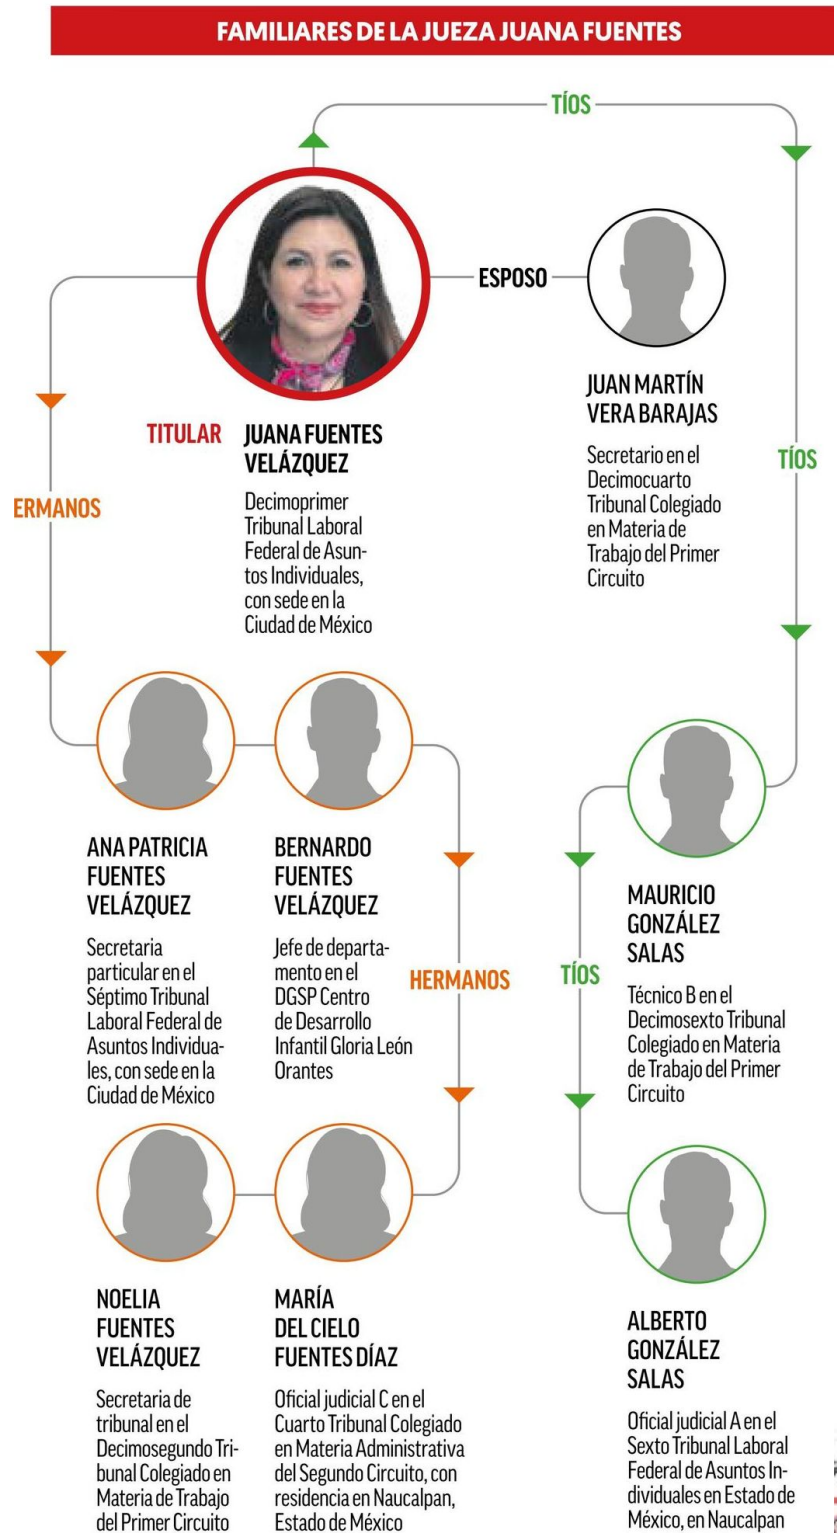 FAMILIARES DE LA JUEZA JUANA FUENTES
TÍOS
ESPOSO
JUAN MARTÍN
VERA BARAJAS
Secretario en el
Decimocuarto
Tribunal Colegiado
en Materia de
Trabajo del Primer
Circuito
TITULAR
JUANA FUENTES
VELÁZQUEZ
Decimoprimer
Tribunal Laboral
Federal de Asun-
tos Individuales,
con sede en la
Ciudad de México
TÍOS
ERMANOS
ANA PATRICIA
FUENTES
VELÁZQUEZ
Secretaria
particular en el
Séptimo Tribunal
Laboral Federal de
Asuntos Individua-
les, con sede en la
Ciudad de México
BERNARDO
FUENTES
VELÁZQUEZ
Jefe de departa-
mento en el
DGSP Centro
de Desarrollo
Infantil Gloria León
Orantes
HERMANOS
TÍOS
MAURICIO
GONZÁLEZ
SALAS
Técnico B en el
Decimosexto Tribunal
Colegiado en Materia
de Trabajo del Primer
Circuito
NOELIA
FUENTES
VELÁZQUEZ
Secretaria de
tribunal en el
Decimosegundo Tri-
bunal Colegiado en
Materia de Trabajo
del Primer Circuito
MARÍA
DEL CIELO
FUENTES DÍAZ
Oficial judicial C en el
Cuarto Tribunal Colegiado
en Materia Administrativa
del Segundo Circuito, con
residencia en Naucalpan,
Estado de México
ALBERTO
GONZÁLEZ
SALAS
Oficial judicial A en el
Sexto Tribunal Laboral
Federal de Asuntos In-
dividuales en Estado de
México, en Naucalpan